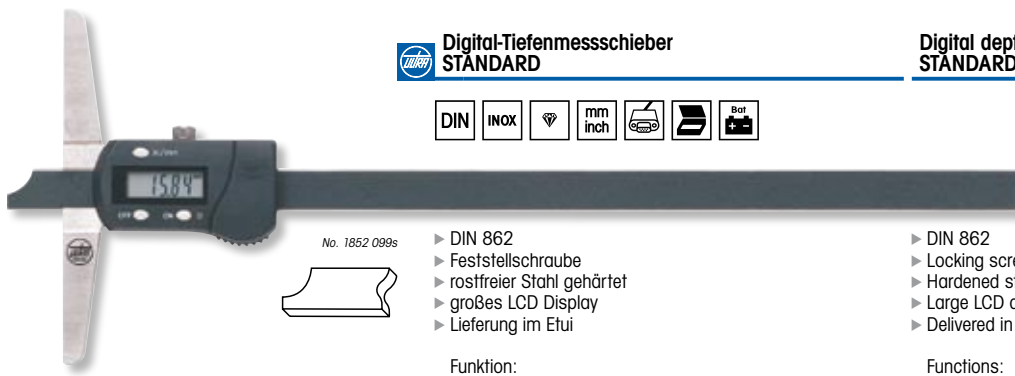 Digital-Tiefenmessschieber
STANDARD
Digital dept
STANDARD
DIN
INOX
mm
inch
Bat
15.84
OFF
ON
No. 1852 099s
DIN 862
Feststellschraube
rostfreier Stahl gehärtet
großes LCD Display
Lieferung im Etui
Funktion:
DIN 862
Locking scre
Hardened st
Large LCD d
Delivered in
Functions: